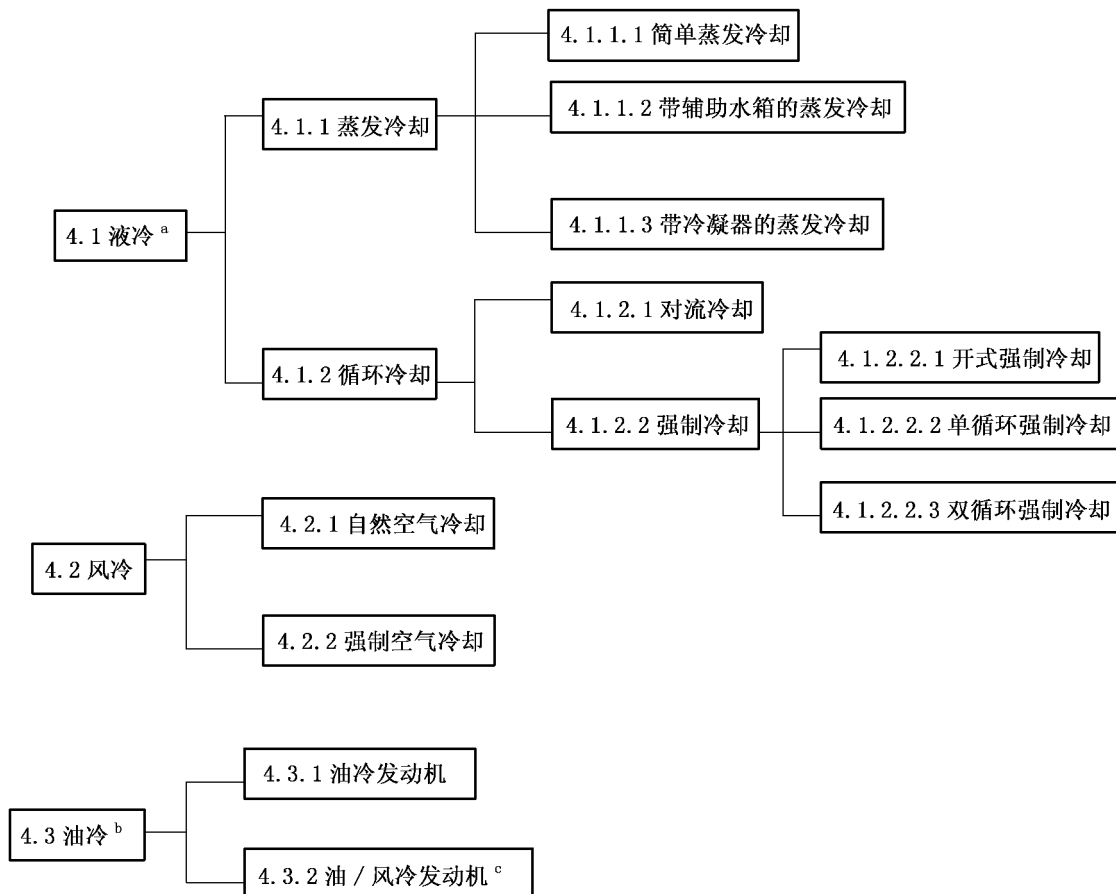 4.1 液冷 a
4.1.1 蒸发冷却
4.1.1.1 简单蒸发冷却
4.1.1.2 带辅助水箱的蒸发冷却
4.1.1.3 带冷凝器的蒸发冷却
4.1.2 循环冷却
4.1.2.1 对流冷却
4.1.2.2 强制冷却
4.1.2.2.1 开式强制冷却
4.1.2.2.2 单循环强制冷却
4.1.2.2.3 双循环强制冷却
4.2 风冷
4.2.1 自然空气冷却
4.2.2 强制空气冷却
4.3 油冷 b
4.3.1 油冷发动机
4.3.2 油/风冷发动机 c